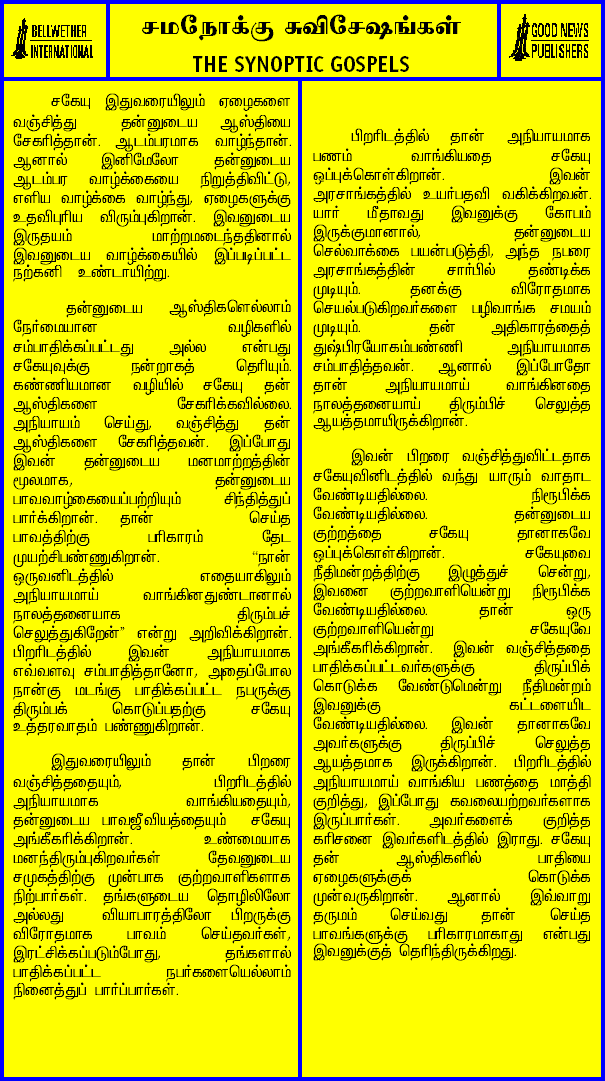 BELLWETHER
INTERNATIONAL
சமநோக்கு சுவிசேஷங்கள்
THE SYNOPTIC GOSPELS
GOOD NEWS
PUBLISHERS
சகேயு இதுவரையிலும் ஏழைகளை
வஞ்சித்து தன்னுடைய ஆஸ்தியை
சேகரித்தான். ஆடம்பரமாக வாழ்ந்தான்.
ஆனால் இனிமேலோ தன்னுடைய
ஆடம்பர வாழ்க்கையை நிறுத்திவிட்டு,
எளிய வாழ்க்கை வாழ்ந்து, ஏழைகளுக்கு
உதவிபுரிய விரும்புகிறான். இவனுடைய
இருதயம் மாற்றமடைந்ததினால்
இவனுடைய வாழ்க்கையில் இப்படிப்பட்ட
நற்கனி உண்டாயிற்று.
தன்னுடைய ஆஸ்திகளெல்லாம்
நேர்மையான வழிகளில்
சம்பாதிக்கப்பட்டது அல்ல என்பது
சகேயுவுக்கு நன்றாகத் தெரியும்.
கண்ணியமான வழியில் சகேயு தன்
ஆஸ்திகளை சேகரிக்கவில்லை.
அநியாயம் செய்து, வஞ்சித்து தன்
ஆஸ்திகளை சேகரித்தவன். இப்போது
இவன் தன்னுடைய மனமாற்றத்தின்
மூலமாக, தன்னுடைய
பாவவாழ்கையைப்பற்றியும் சிந்தித்துப்
பார்க்கிறான். தான் செய்த
பாவத்திற்கு பரிகாரம் தேட
முயற்சிபண்ணுகிறான். “நான்
ஒருவனிடத்தில் எதையாகிலும்
அநியாயமாய் வாங்கினதுண்டானால்
நாலத்தனையாக திரும்பச்
செலுத்துகிறேன்” என்று அறிவிக்கிறான்.
பிறரிடத்தில் இவன் அநியாயமாக
எவ்வளவு சம்பாதித்தானோ, அதைப்போல
நான்கு மடங்கு பாதிக்கப்பட்ட நபருக்கு
திரும்பக் கொடுப்பதற்கு சகேயு
உத்தரவாதம் பண்ணுகிறான்.
இதுவரையிலும் தான் பிறரை
வஞ்சித்ததையும், பிறரிடத்தில்
அநியாயமாக வாங்கியதையும்,
தன்னுடைய பாவஜீவியத்தையும் சகேயு
அங்கீகரிக்கிறான். உண்மையாக
மனந்திரும்புகிறவர்கள் தேவனுடைய
சமுகத்திற்கு முன்பாக குற்றவாளிகளாக
நிற்பார்கள். தங்களுடைய தொழிலிலோ
அல்லது வியாபாரத்திலோ பிறருக்கு
விரோதமாக பாவம் செய்தவர்கள்,
இரட்சிக்கப்படும்போது, தங்களால்
பாதிக்கப்பட்ட நபர்களையெல்லாம்
நினைத்துப் பார்ப்பார்கள்.
பிறரிடத்தில் தான் அநியாயமாக
பணம் வாங்கியதை சகேயு
ஒப்புக்கொள்கிறான். இவன்
அரசாங்கத்தில் உயர்பதவி வகிக்கிறவன்.
யார் மீதாவது இவனுக்கு கோபம்
இருக்குமானால், தன்னுடைய
செல்வாக்கை பயன்படுத்தி, அந்த நபரை
அரசாங்கத்தின் சார்பில் தண்டிக்க
முடியும். தனக்கு விரோதமாக
செயல்படுகிறவர்களை பழிவாங்க சமயம்
முடியும். தன் அதிகாரத்தைத்
துஷ்பிரயோகம்பண்ணி அநியாயமாக
சம்பாதித்தவன். ஆனால் இப்போதோ
தான் அநியாயமாய் வாங்கினதை
நாலத்தனையாய் திரும்பிச் செலுத்த
ஆயத்தமாயிருக்கிறான்.
இவன் பிறரை வஞ்சித்துவிட்டதாக
சகேயுவினிடத்தில் வந்து யாரும் வாதாட
வேண்டியதில்லை. நிரூபிக்க
வேண்டியதில்லை. தன்னுடைய
குற்றத்தை சகேயு தானாகவே
ஒப்புக்கொள்கிறான். சகேயுவை
நீதிமன்றத்திற்கு இழுத்துச் சென்று,
இவனை குற்றவாளியென்று நிரூபிக்க
வேண்டியதில்லை. தான் ஒரு
குற்றவாளியென்று சகேயுவே
அங்கீகரிக்கிறான். இவன் வஞ்சித்ததை
பாதிக்கப்பட்டவர்களுக்கு திருப்பிக்
கொடுக்க வேண்டுமென்று நீதிமன்றம்
இவனுக்கு கட்டளையிட
வேண்டியதில்லை. இவன் தானாகவே
அவர்களுக்கு திருப்பிச் செலுத்த
ஆயத்தமாக இருக்கிறான். பிறரிடத்தில்
அநியாயமாய் வாங்கிய பணத்தை மாத்தி
குறித்து, இப்போது கவலையற்றவர்களாக
இருப்பார்கள். அவர்களைக் குறித்த
கரிசனை இவர்களிடத்தில் இராது. சகேயு
தன் ஆஸ்திகளில் பாதியை
ஏழைகளுக்குக் கொடுக்க
முன்வருகிறான். ஆனால் இவ்வாறு
தருமம் செய்வது தான் செய்த
பாவங்களுக்கு பரிகாரமாகாது என்பது
இவனுக்குத் தெரிந்திருக்கிறது.